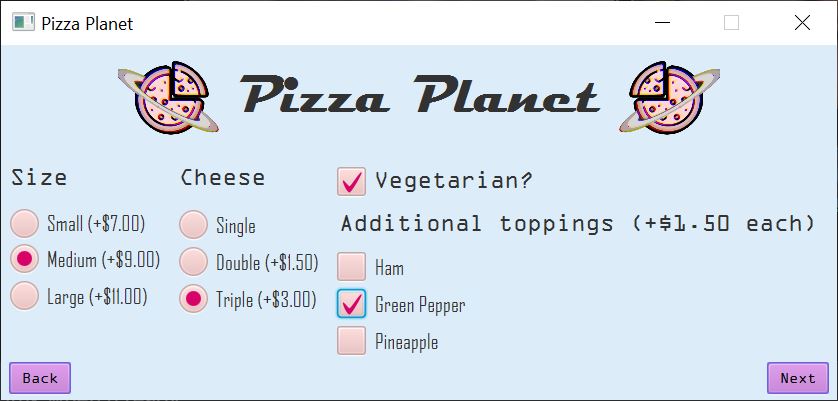 Pizza Planet
Pizza Planet
Size
Small (+$7.00)
Medium (+$9.00)
Large (+$11.00)
Cheese
Single
Double (+$1.50)
Triple (+$3.00)
Vegetarian?
Additional toppings (+$1.50 each)
Ham
Green Pepper
Pineapple
Back
Next